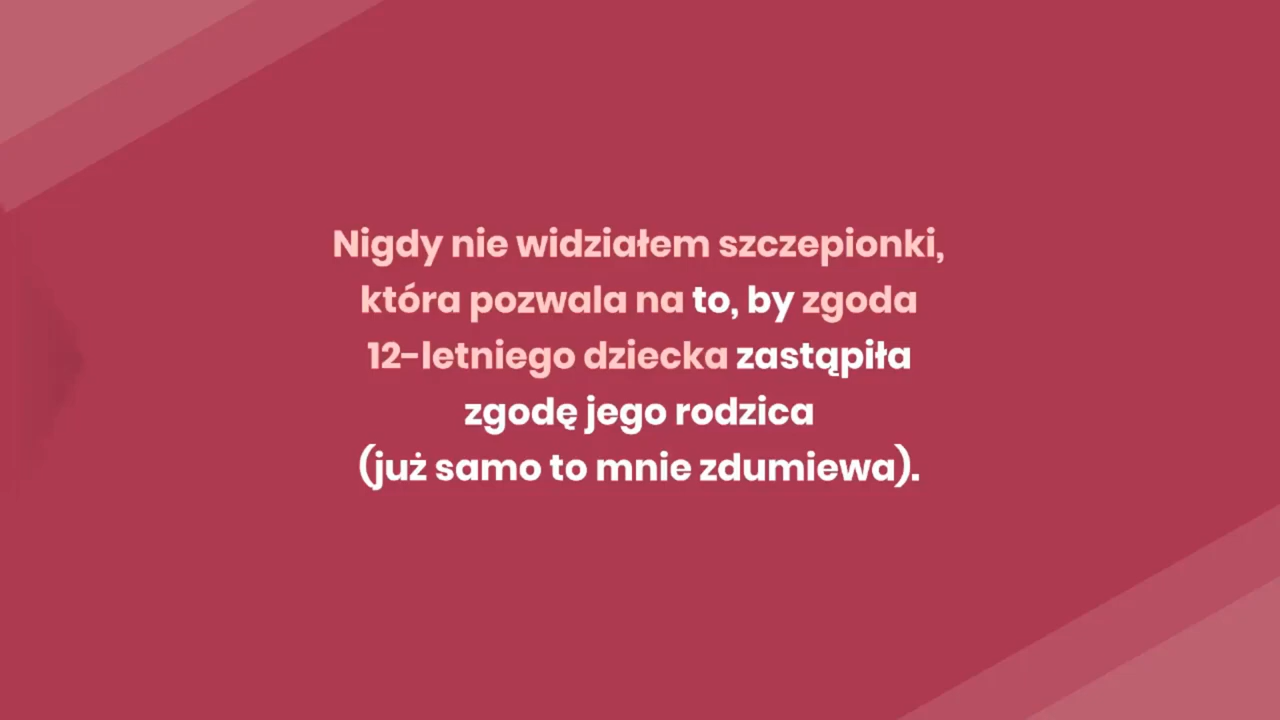 Nigdy nie widziałem szczepionki,
która pozwala na to, by zgoda
12-letniego dziecka zastąpiła
zgodę jego rodzica
(już samo to mnie zdumiewa).